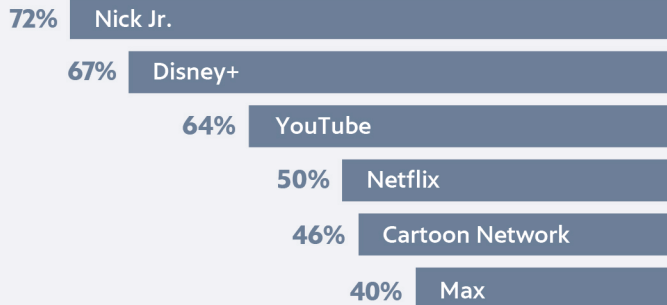 72% Nick Jr.
67% Disney+
64% YouTube
50% Netflix
46% Cartoon Network
40% Max